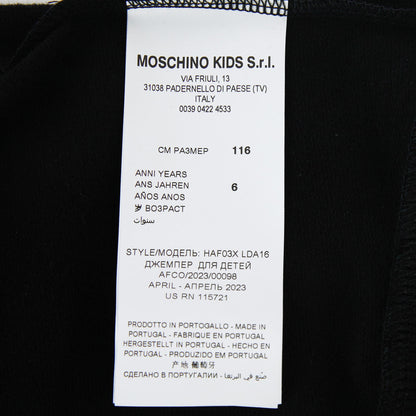 MOSCHINO KIDS S.r.l.
VIA FRIULI, 13
31038 PADERNELLO DI PAESE (TV)
ITALY
0039 0422 4533
CM PA3MEP 116
ANNI YEARS
ANS JAHREN 6
AÑOS ANOS
岁 ВОЗРАСТ
سنوات
STYLE/МОДЕЛЬ: HAF03X LDA16
ДЖЕМПЕР ДЛЯ ДЕТЕЙ
AFCO/2023/00098
APRIL - АПРЕЛЬ 2023
US RN 115721
PRODOTTO IN PORTOGALLO - MADE IN
PORTUGAL - FABRIQUE EN PORTUGAL
HERGESTELLT IN PORTUGAL - HECHO EN
PORTUGAL - PRODUZIDO EM PORTUGAL
产 地 葡萄牙
СДЕЛАНО В ПОРТУГАЛИИ - صنع في البرتغال